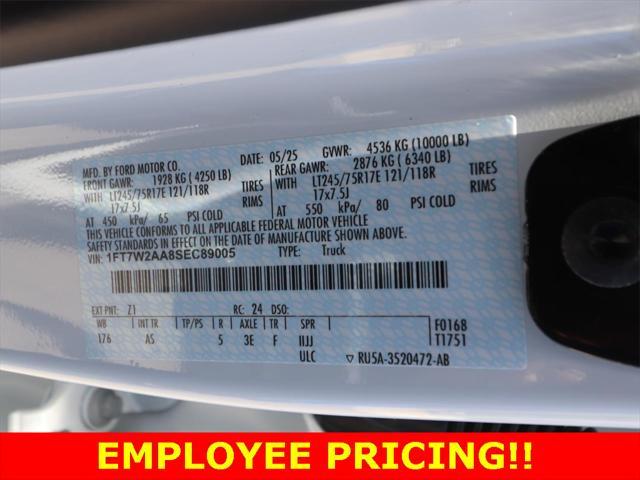 MFD. BY FORD MOTOR CO.
DATE: 05/25 GVWR: 4536 KG (10000 LB)
FRONT GAWR: 1928 KG (4250 LB) REAR GAWR: 2876 KG (6340 LB)
WITH LT245/75R17E 121/118R TIRES WITH LT245/75R17E 121/118R TIRES
17x7.5J RIMS 17x7.5J RIMS
AT 450 kPa/ 65 PSI COLD AT 550 kPa/ 80 PSI COLD
THIS VEHICLE CONFORMS TO ALL APPLICABLE FEDERAL MOTOR VEHICLE
SAFETY STANDARDS IN EFFECT ON THE DATE OF MANUFACTURE SHOWN ABOVE.
VIN: 1FT7W2AA8SEC89005 TYPE: Truck
EXT PNT: Z1 RC: 24 DSO:
WB INT TR TP/PS R AXLE TR SPR F0168
176 AS 5 3E F IIJJ T1751
ULC ▽ RU5A-3520472-AB
EMPLOYEE PRICING!!